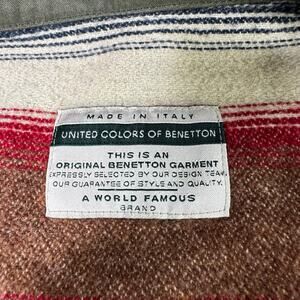 MADE IN ITALY
UNITED COLORS OF BENETTON
THIS IS AN
ORIGINAL BENETTON GARMENT
EXPRESSLY SELECTED BY OUR DESIGN TEAM,
OUR GUARANTEE OF STYLE AND QUALITY.
A WORLD FAMOUS
BRAND